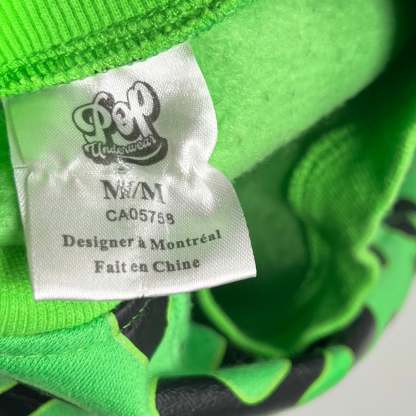 Pop
Underwear
M/M
CA05758
Designer à Montréal
Fait en Chine